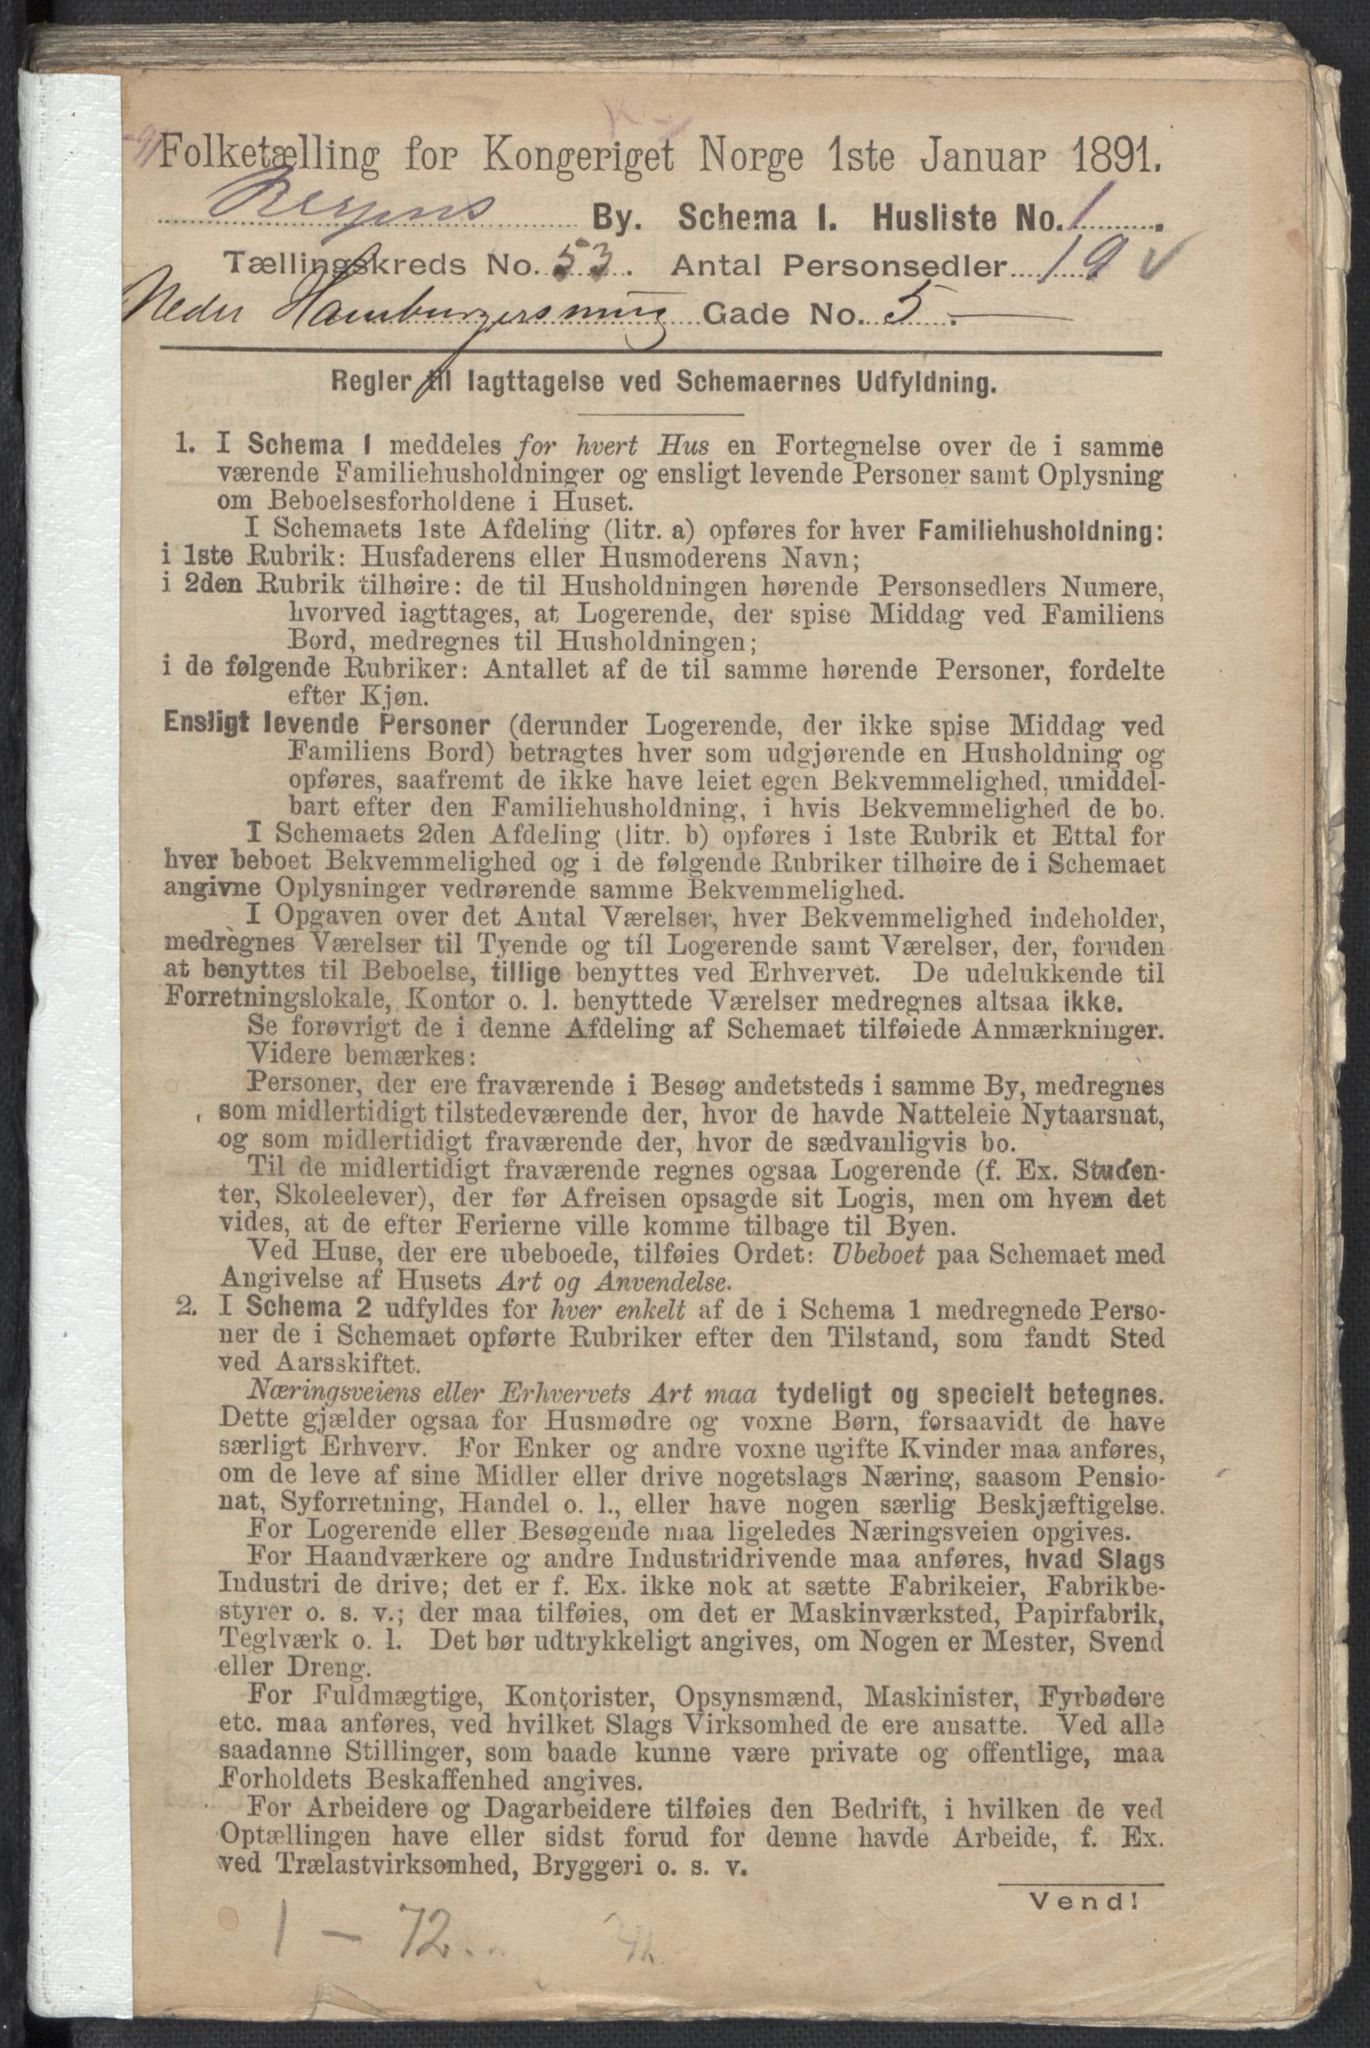 Folketælling for Kongeriget Norge 1ste Januar 1891.
Bergens By. Schema 1. Husliste No. 1.
Tællingskreds No. 53. Antal Personsedler 19 v
Neder Hamburgersmug Gade No. 5.
Regler til Iagttagelse ved Schemaernes Udfyldning.
1. I Schema 1 meddeles for hvert Hus en Fortegnelse over de i samme
værende Familiehusholdninger og ensligt levende Personer samt Oplysning
om Beboelsesforholdene i Huset.
I Schemaets 1ste Afdeling (litr. a) opføres for hver Familiehusholdning:
i 1ste Rubrik: Husfaderens eller Husmoderens Navn;
i 2den Rubrik tilhøire: de til Husholdningen hørende Personsedlers Numere,
hvorved iagttages, at Logerende, der spise Middag ved Familiens
Bord, medregnes til Husholdningen;
i de følgende Rubriker: Antallet af de til samme hørende Personer, fordelte
efter Kjøn.
Ensligt levende Personer (derunder Logerende, der ikke spise Middag ved
Familiens Bord) betragtes hver som udgjørende en Husholdning og
opføres, saafremt de ikke have leiet egen Bekvemmelighed, umiddel-
bart efter den Familiehusholdning, i hvis Bekvemmelighed de bo.
I Schemaets 2den Afdeling (litr. b) opføres i 1ste Rubrik et Ettal for
hver beboet Bekvemmelighed og i de følgende Rubriker tilhøire de i Schemaet
angivne Oplysninger vedrørende samme Bekvemmelighed.
I Opgaven over det Antal Værelser, hver Bekvemmelighed indeholder,
medregnes Værelser til Tyende og til Logerende samt Værelser, der, foruden
at benyttes til Beboelse, tillige benyttes ved Erhvervet. De udelukkende til
Forretningslokale, Kontor o. l. benyttede Værelser medregnes altsaa ikke.
Se forøvrigt de i denne Afdeling af Schemaet tilføiede Anmærkninger.
Videre bemærkes:
Personer, der ere fraværende i Besøg andetsteds i samme By, medregnes
som midlertidigt tilstedeværende der, hvor de havde Natteleie Nytaarsnat,
og som midlertidigt fraværende der, hvor de sædvanligvis bo.
Til de midlertidigt fraværende regnes ogsaa Logerende (f. Ex. Studen-
ter, Skoleelever), der før Afreisen opsagde sit Logis, men om hvem det
vides, at de efter Ferierne ville komme tilbage til Byen.
Ved Huse, der ere ubeboede, tilføies Ordet: Ubeboet paa Schemaet med
Angivelse af Husets Art og Anvendelse.
2. I Schema 2 udfyldes for hver enkelt af de i Schema 1 medregnede Perso-
ner de i Schemaet opførte Rubriker efter den Tilstand, som fandt Sted
ved Aarsskiftet.
Næringsveiens eller Erhvervets Art maa tydeligt og specielt betegnes.
Dette gjælder ogsaa for Husmødre og voxne Børn, forsaavidt de have
særligt Erhverv. For Enker og andre voxne ugifte Kvinder maa anføres,
om de leve af sine Midler eller drive nogetslags Næring, saasom Pensio-
nat, Syforretning, Handel o. l., eller have nogen særlig Beskjæftigelse.
For Logerende eller Besøgende maa ligeledes Næringsveien opgives.
For Haandværkere og andre Industridrivende maa anføres, hvad Slags
Industri de drive; det er f. Ex. ikke nok at sætte Fabrikeier, Fabrikbe-
styrer o. s. v.; der maa tilføies, om det er Maskinværksted, Papirfabrik,
Teglværk o. l. Det bør udtrykkeligt angives, om Nogen er Mester, Svend
eller Dreng.
For Fuldmægtige, Kontorister, Opsynsmænd, Maskinister, Fyrbødere
etc. maa anføres, ved hvilket Slags Virksomhed de ere ansatte. Ved alle
saadanne Stillinger, som baade kunne være private og offentlige, maa
Forholdets Beskaffenhed angives.
For Arbeidere og Dagarbeidere tilføies den Bedrift, i hvilken de ved
Optællingen have eller sidst forud for denne havde Arbeide, f. Ex.
ved Trælastvirksomhed, Bryggeri o. s. v.
Vend!
1 - 72.